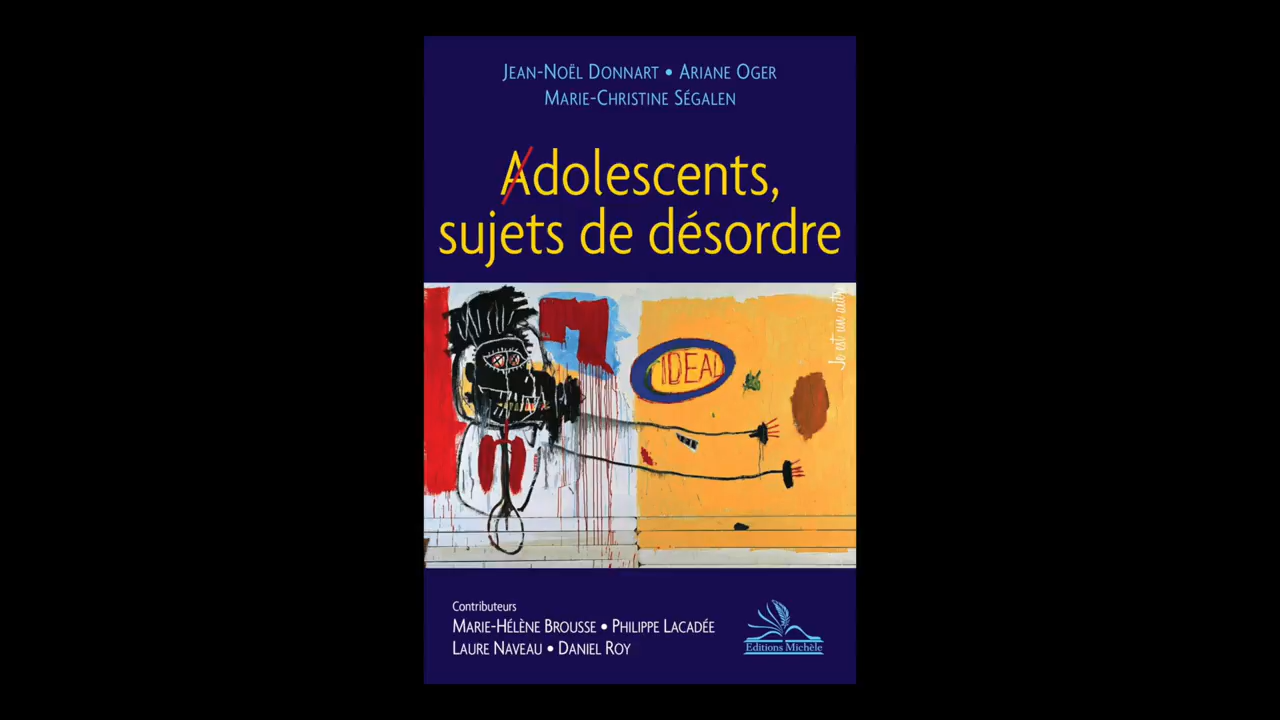 Jean-Noël Donnart • Ariane Oger
Marie-Christine Ségalen
Adolescents,
sujets de désordre
Je est un autre
IDEAL
Contributeurs
Marie-Hélène Brousse • Philippe Lacadée
Laure Naveau • Daniel Roy
Editions Michèle